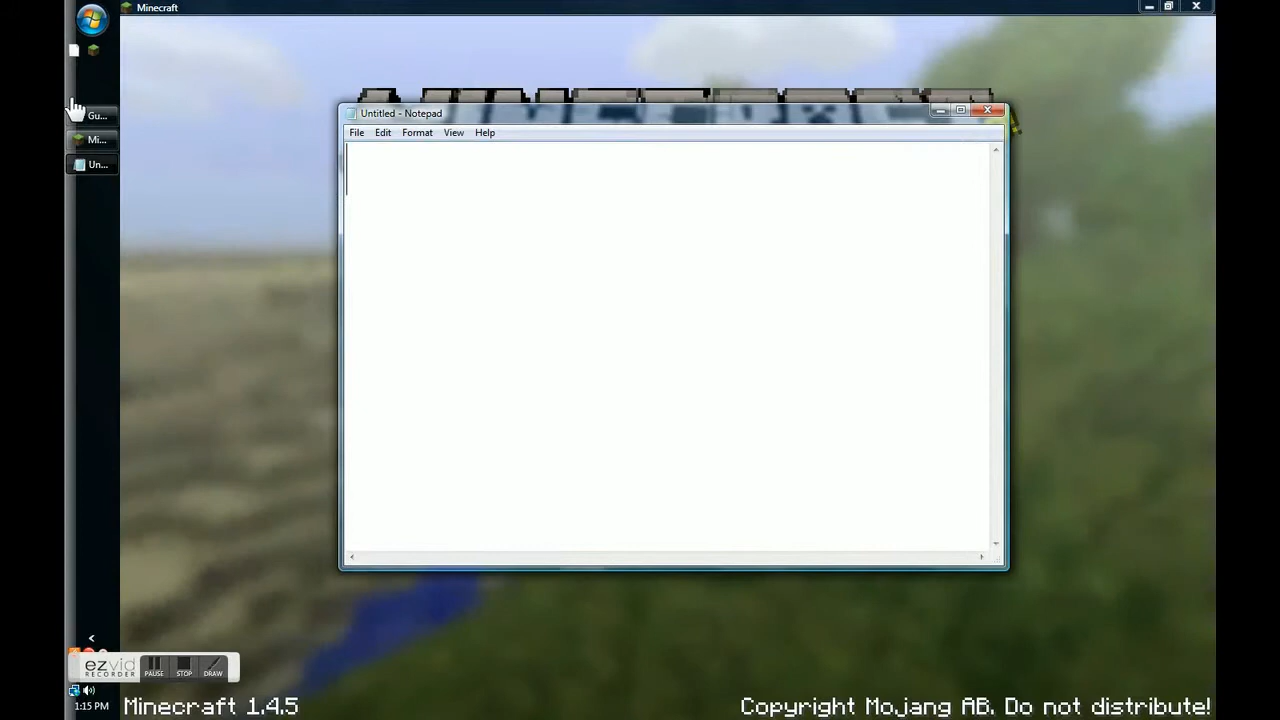 Minecraft
Untitled - Notepad
File Edit Format View Help
Gu...
Mi...
Un...
ezvid
RECORDER
PAUSE STOP DRAW
1:15 PM
Minecraft 1.4.5
Copyright Mojang AB. Do not distribute!